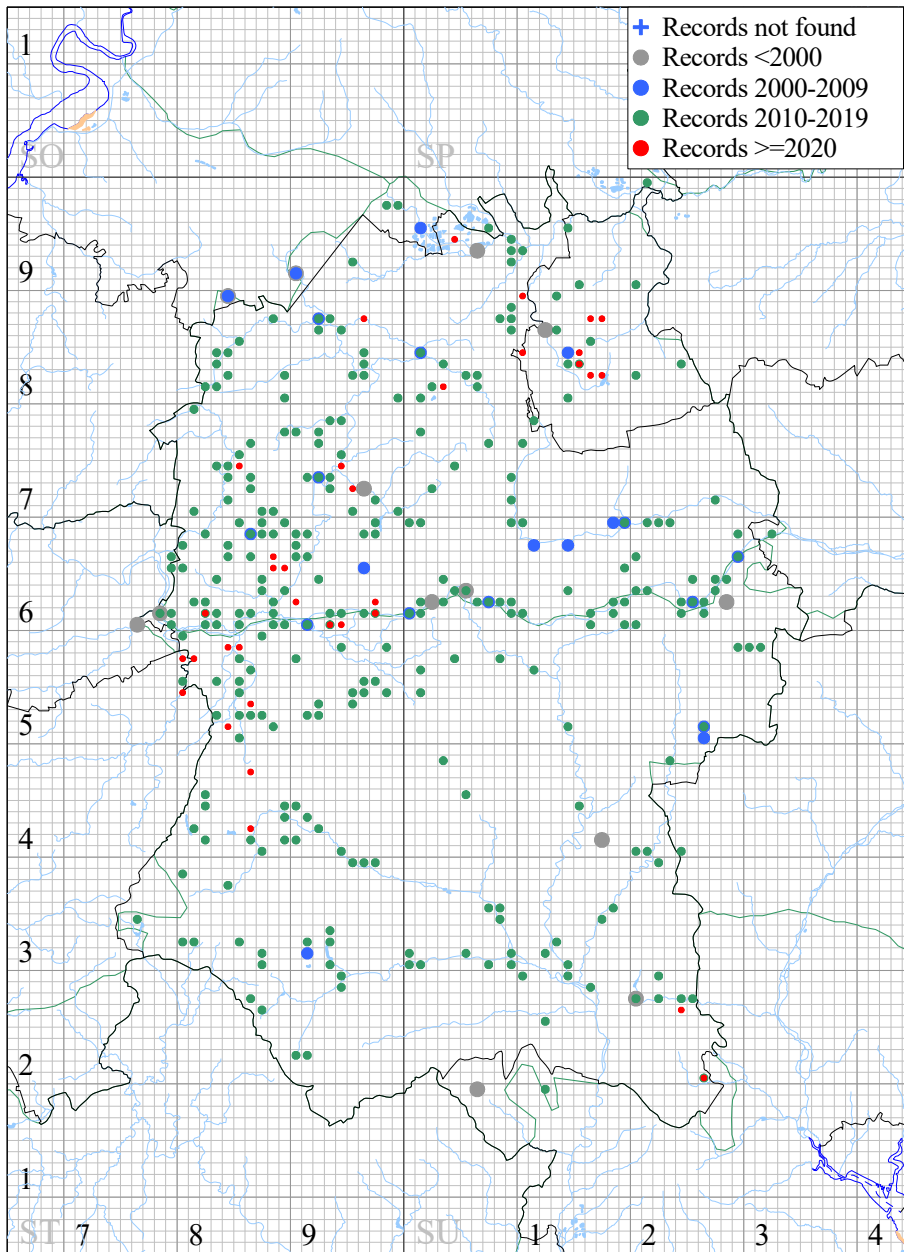 Records not found
Records <2000
Records 2000-2009
Records 2010-2019
Records >=2020
1
SO SP
9
8
7
6
5
4
3
2
1
ST 7 8 9 SU 1 2 3 4